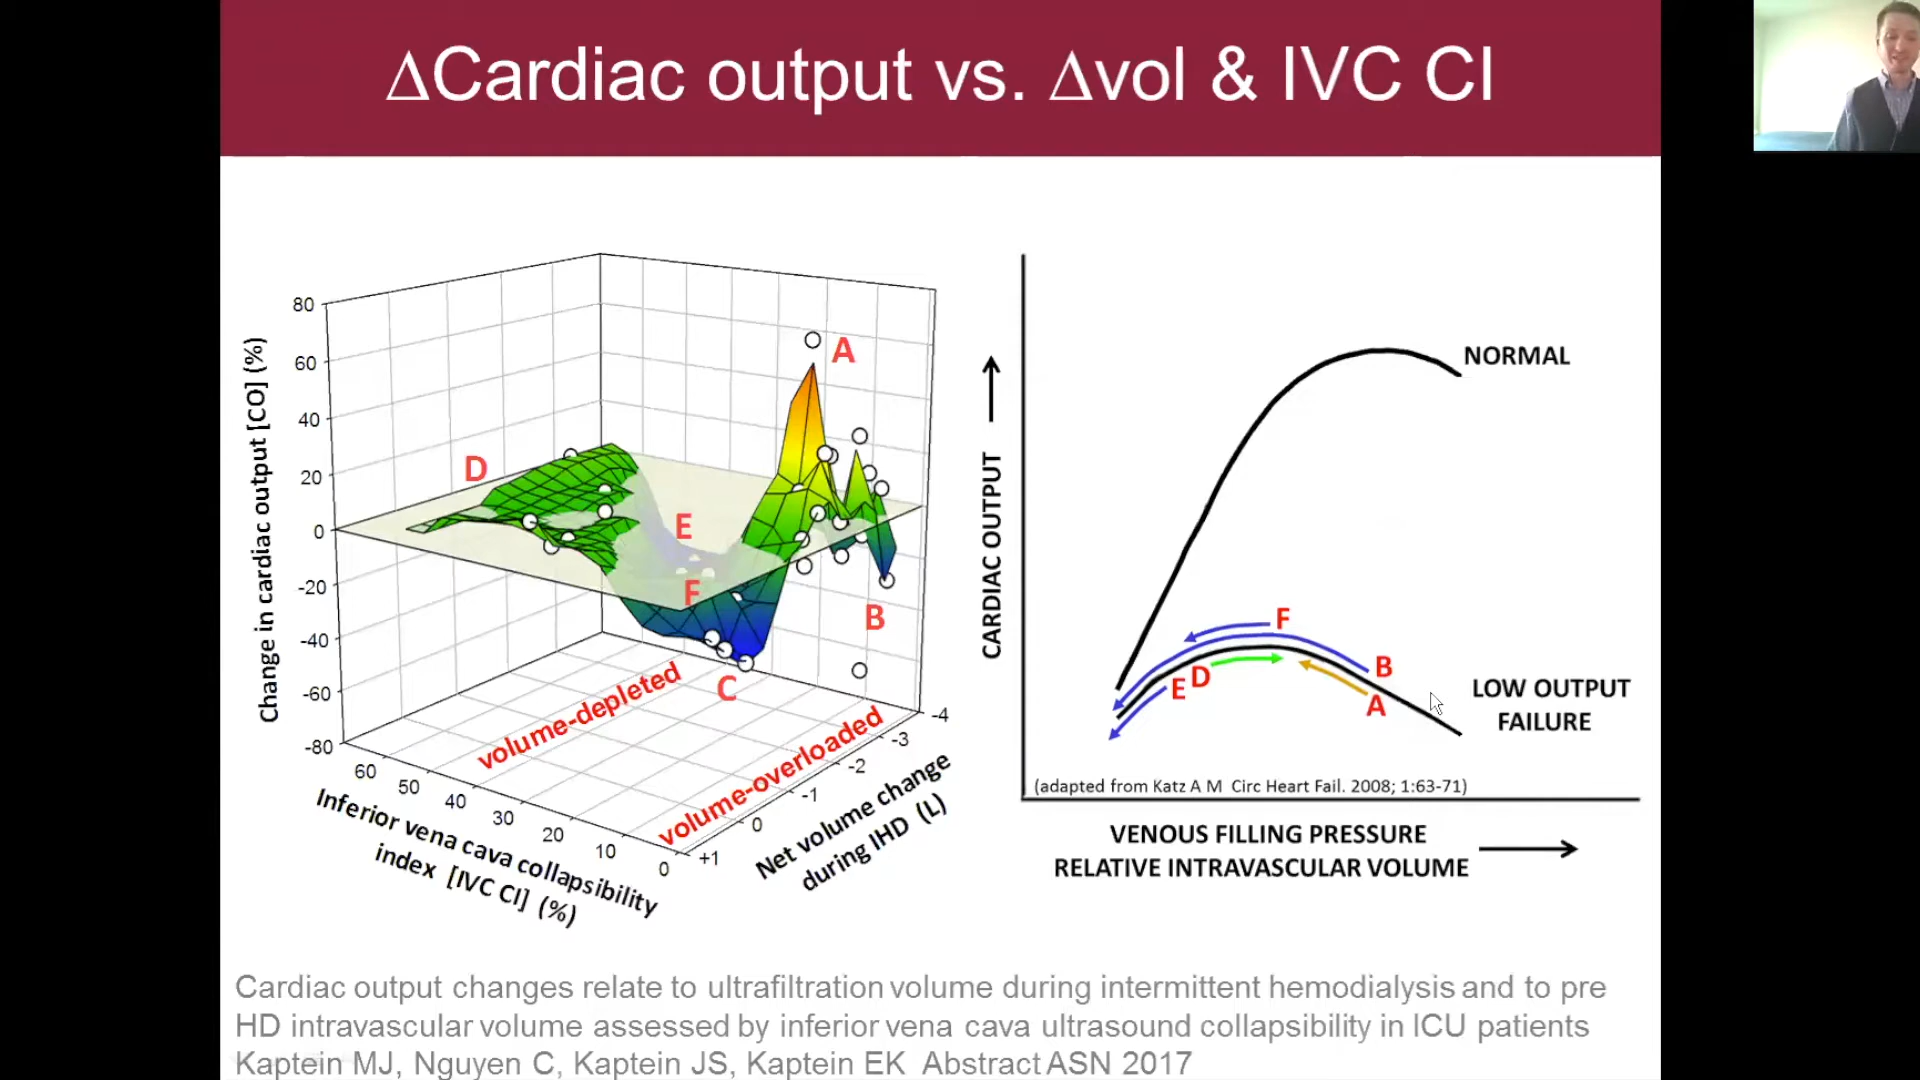 ΔCardiac output vs. Δvol & IVC CI
Change in cardiac output [CO] (%)
80
60
40
20
0
-20
-40
-60
-80
A
B
C
D
E
F
volume-depleted
volume-overloaded
60
50
40
30
20
10
0
Inferior vena cava collapsibility
index [IVC CI] (%)
+1
0
-1
-2
-3
-4
Net volume change
during IHD (L)
CARDIAC OUTPUT
NORMAL
F
B
D
E
A
LOW OUTPUT
FAILURE
(adapted from Katz A M Circ Heart Fail. 2008; 1:63-71)
VENOUS FILLING PRESSURE
RELATIVE INTRAVASCULAR VOLUME
Cardiac output changes relate to ultrafiltration volume during intermittent hemodialysis and to pre
HD intravascular volume assessed by inferior vena cava ultrasound collapsibility in ICU patients
Kaptein MJ, Nguyen C, Kaptein JS, Kaptein EK Abstract ASN 2017